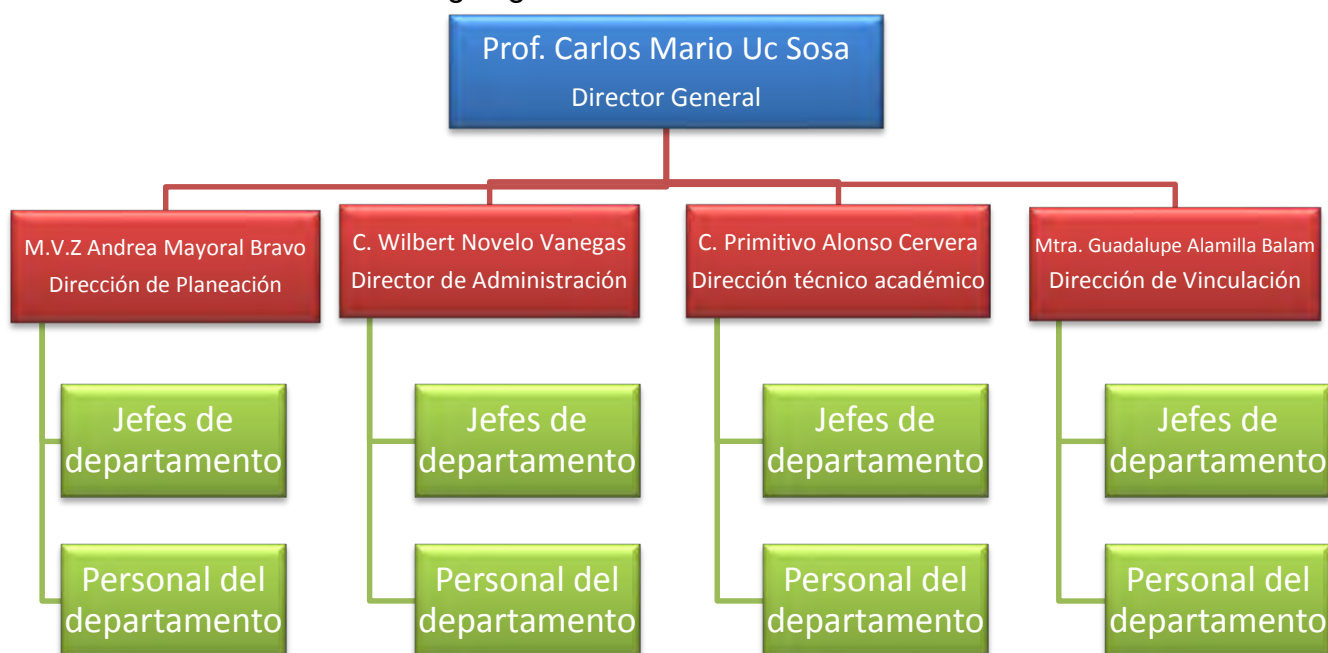 Prof. Carlos Mario Uc Sosa
Director General
M.V.Z Andrea Mayoral Bravo
Dirección de Planeación
C. Wilbert Novelo Vanegas
Director de Administración
C. Primitivo Alonso Cervera
Dirección técnico académico
Mtra. Guadalupe Alamilla Balam
Dirección de Vinculación
Jefes de
departamento
Jefes de
departamento
Jefes de
departamento
Jefes de
departamento
Personal del
departamento
Personal del
departamento
Personal del
departamento
Personal del
departamento